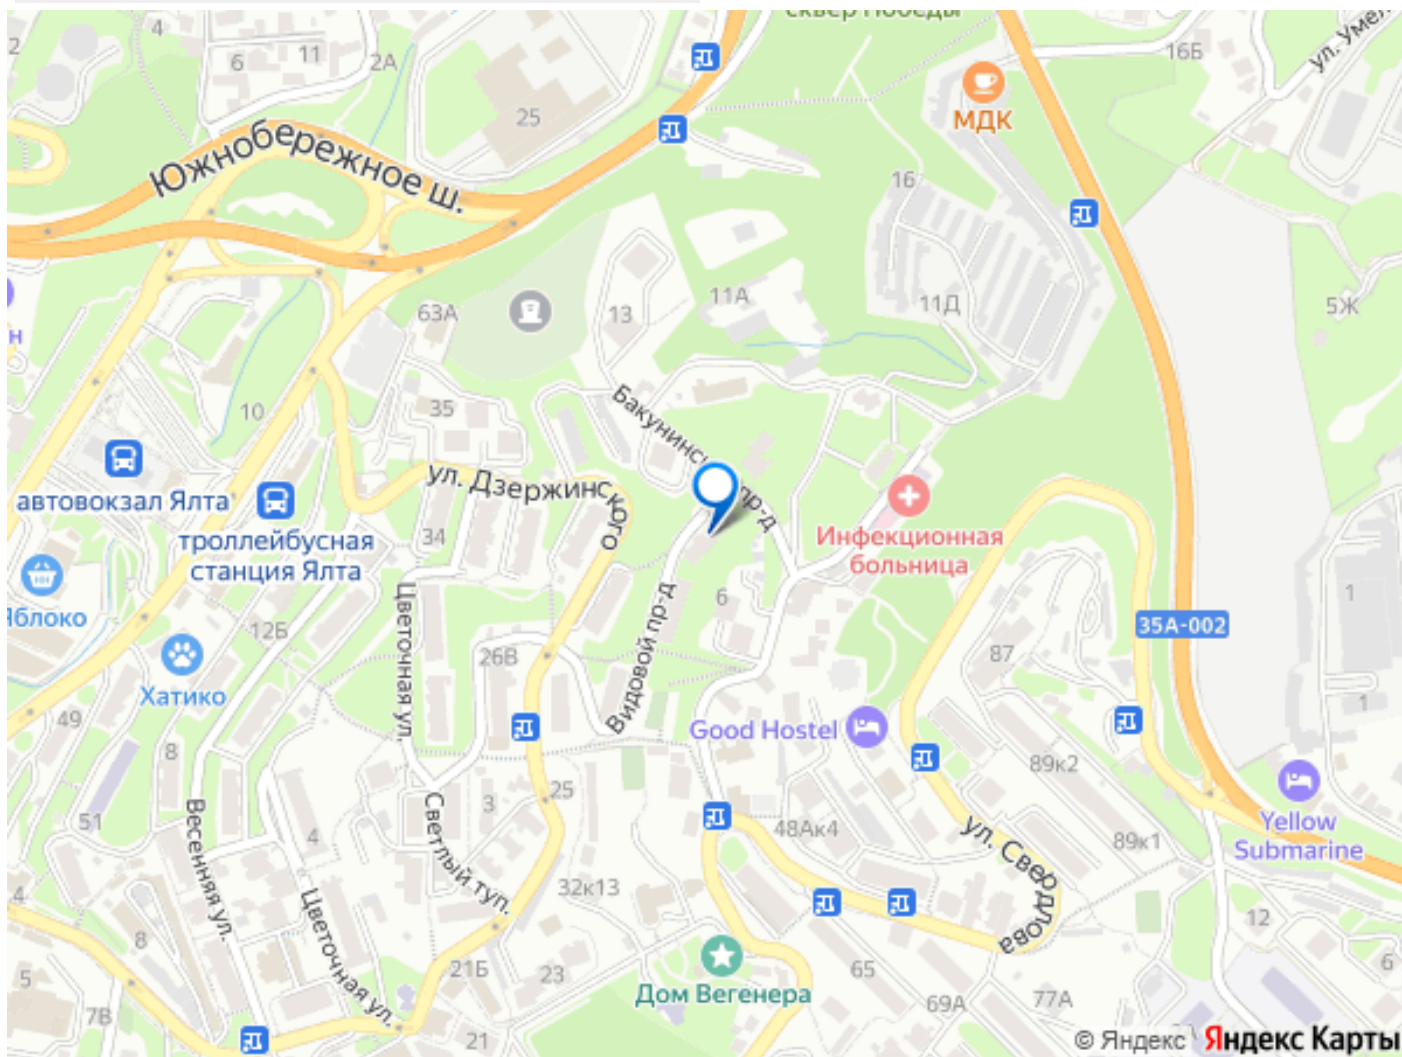 сквер Победы
4
2
6
11
2А
16Б
ул. Умел
25
МДК
Южнобережное ш.
16
11А
11Д
5Ж
63А
13
н
10
35
Бакунинс
пр-д
автовокзал Ялта
ул. Дзержинского
троллейбусная
станция Ялта
34
Инфекционная
больница
Яблоко
Цветочная ул.
6
1
35А-002
12Б
Видовой пр-д
26В
87
Хатико
49
Good Hostel
1
8
89к2
51
Весенняя ул.
4
3
25
Светлый туп.
48Ак4
ул. Свердлова
89к1
Yellow
Submarine
32к13
4
Цветочная ул.
12
8
5
21Б
23
65
Дом Вегенера
6
69А
77А
7В
21
© Яндекс Яндекс Карты